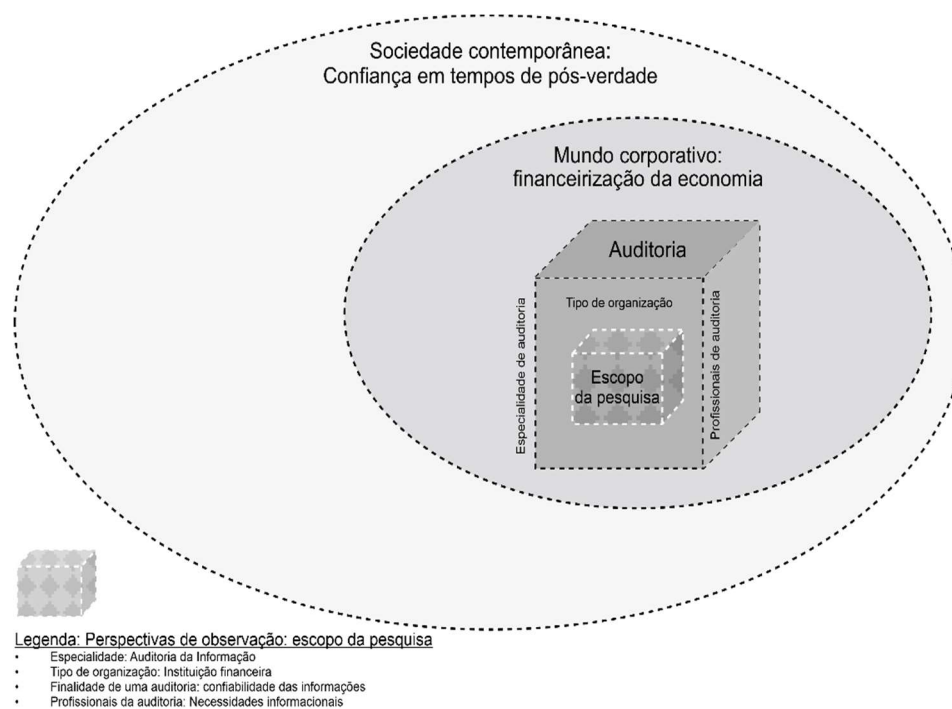 Sociedade contemporânea:
Confiança em tempos de pós-verdade
Mundo corporativo:
financeirização da economia
Auditoria
Tipo de organização
Especialidade de auditoria
Profissionais de auditoria
Escopo
da pesquisa
Legenda: Perspectivas de observação: escopo da pesquisa
• Especialidade: Auditoria da Informação
• Tipo de organização: Instituição financeira
• Finalidade de uma auditoria: confiabilidade das informações
• Profissionais da auditoria: Necessidades informacionais